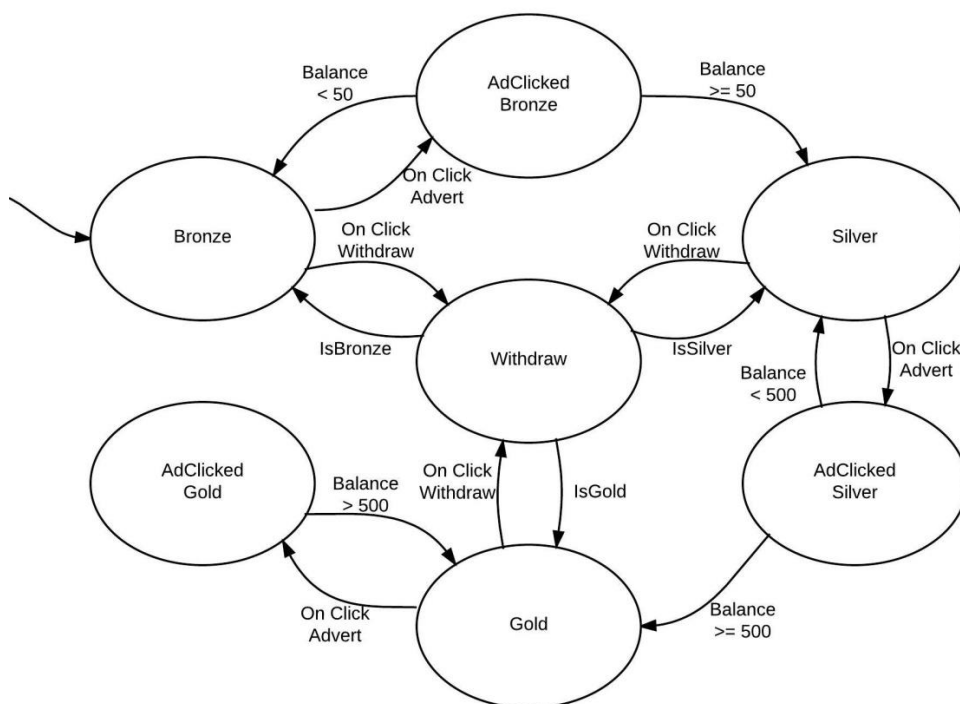 Balance
< 50
AdClicked
Bronze
Balance
>= 50
On Click
Advert
Bronze
On Click
Withdraw
On Click
Withdraw
Silver
IsBronze
Withdraw
IsSilver
On Click
Advert
Balance
< 500
AdClicked
Gold
Balance
> 500
On Click
Withdraw
IsGold
AdClicked
Silver
On Click
Advert
Gold
Balance
>= 500